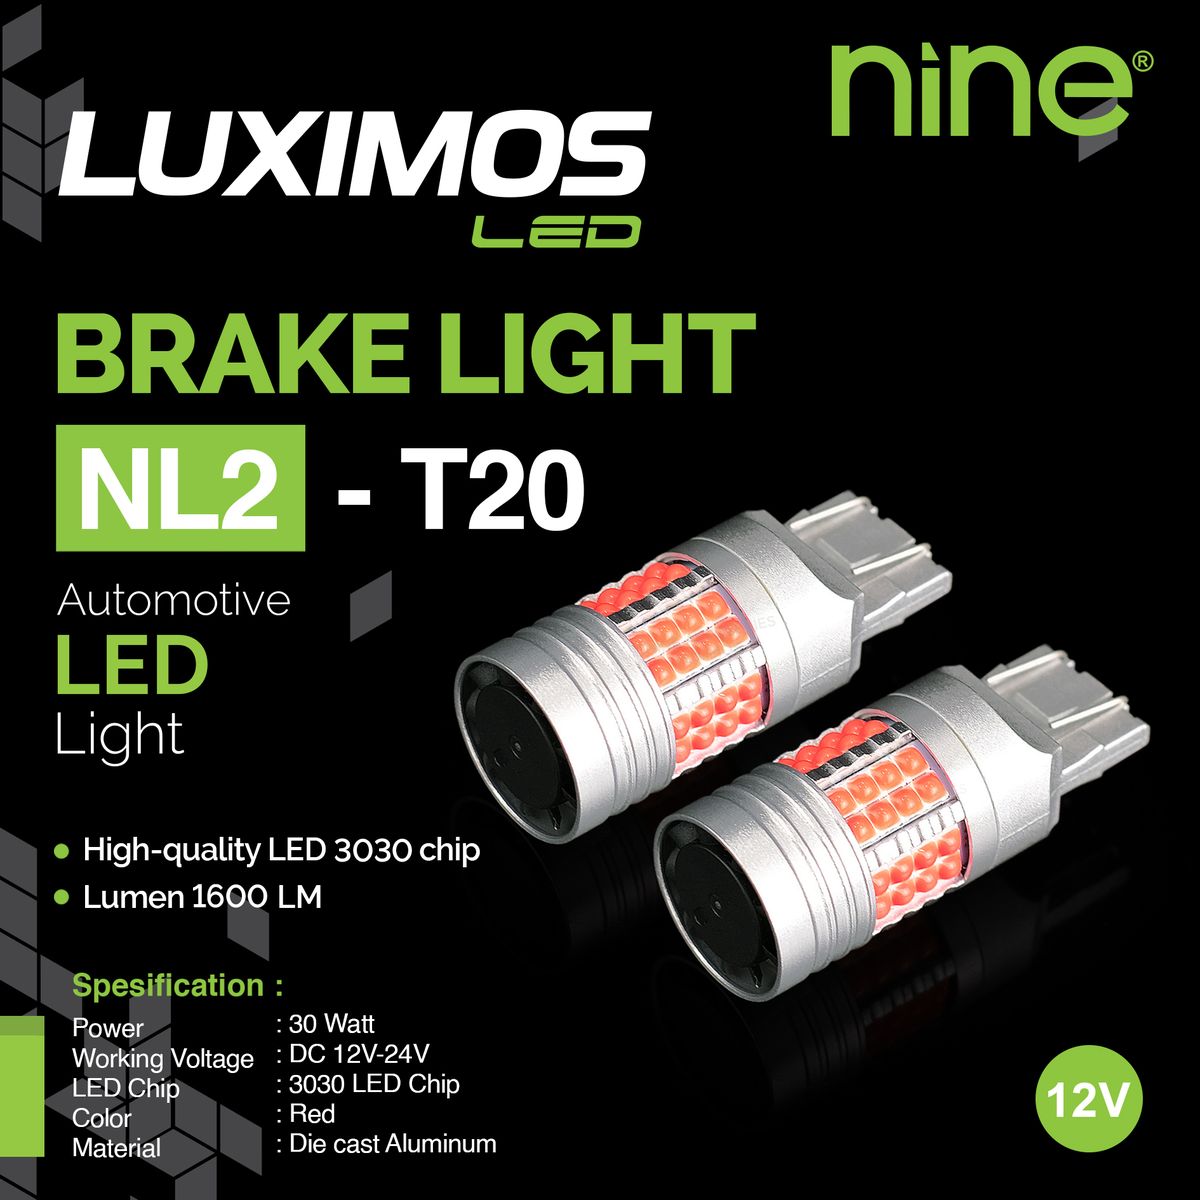 nine®
LUXIMOS
LED
BRAKE LIGHT
NL2 - T20
Automotive
LED
Light
• High-quality LED 3030 chip
• Lumen 1600 LM
Spesification :
Power : 30 Watt
Working Voltage : DC 12V-24V
LED Chip : 3030 LED Chip
Color : Red
Material : Die cast Aluminum
12V